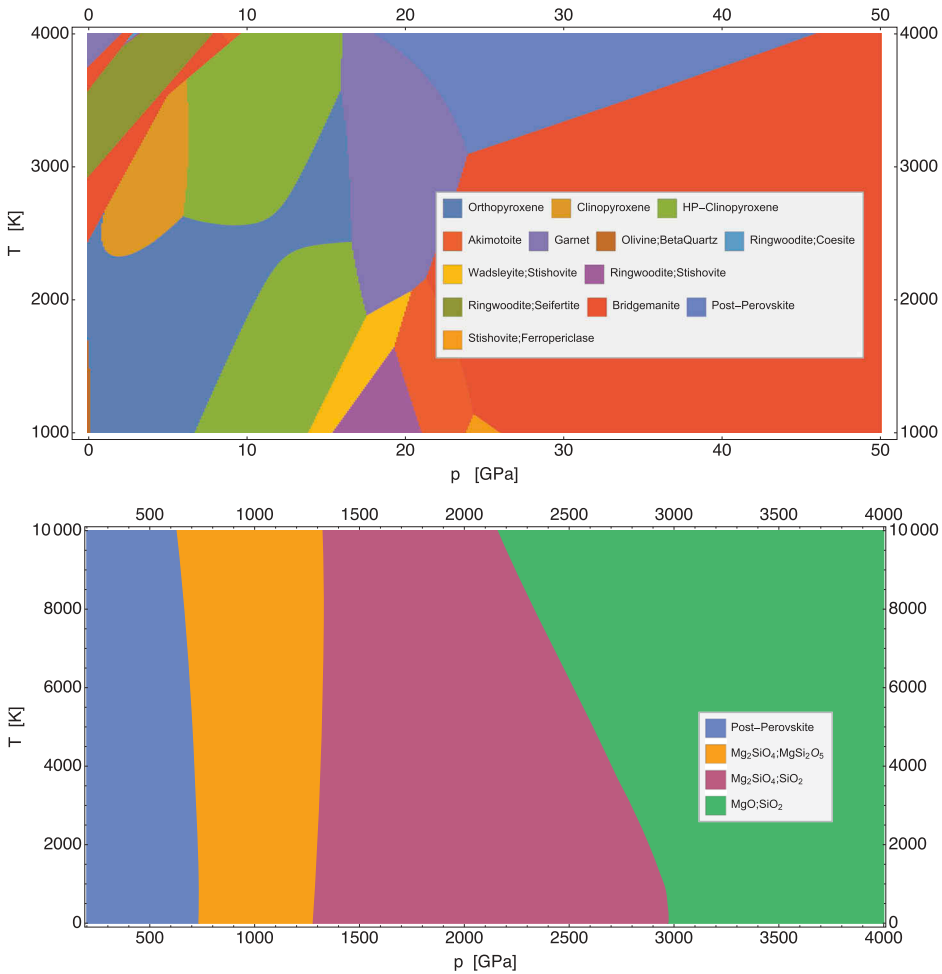 0 10 20 30 40 50
4000 4000
3000 3000
2000 2000
1000 1000
T [K]
Orthopyroxene Clinopyroxene HP–Clinopyroxene
Akimotoite Garnet Olivine;BetaQuartz Ringwoodite;Coesite
Wadsleyite;Stishovite Ringwoodite;Stishovite
Ringwoodite;Seifertite Bridgemanite Post–Perovskite
Stishovite;Ferropericlase
0 10 20 30 40 50
p [GPa]
500 1000 1500 2000 2500 3000 3500 4000
10000 10000
8000 8000
6000 6000
4000 4000
2000 2000
0 0
T [K]
Post–Perovskite
Mg₂SiO₄;MgSi₂O₅
Mg₂SiO₄;SiO₂
MgO;SiO₂
500 1000 1500 2000 2500 3000 3500 4000
p [GPa]